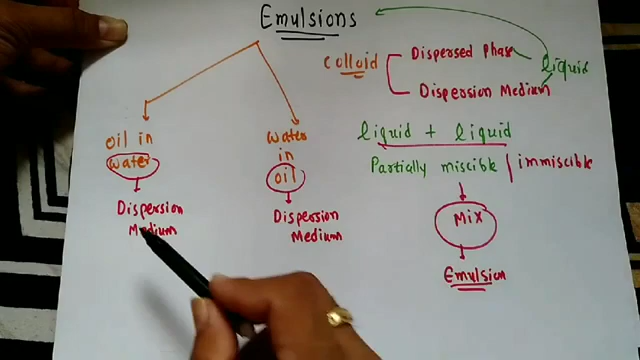 Emulsions
colloid
Dispersed Phase
Dispersion Medium
liquid
oil in
water
Dispersion
Medium
water
in
oil
Dispersion
Medium
liquid + liquid
Partially miscible | immiscible
Mix
Emulsion